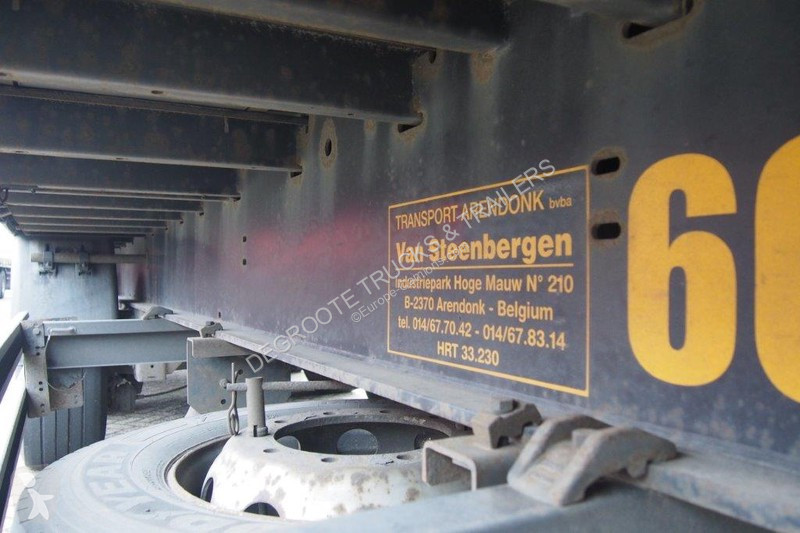 TRANSPORT ARENDONK bvba
Van Steenbergen
Industriepark Hoge Mauw N° 210
B-2370 Arendonk - Belgium
tel. 014/67.70.42 - 014/67.83.14
HRT 33.230
60
DEGROOTE TRUCKS & TRAILERS